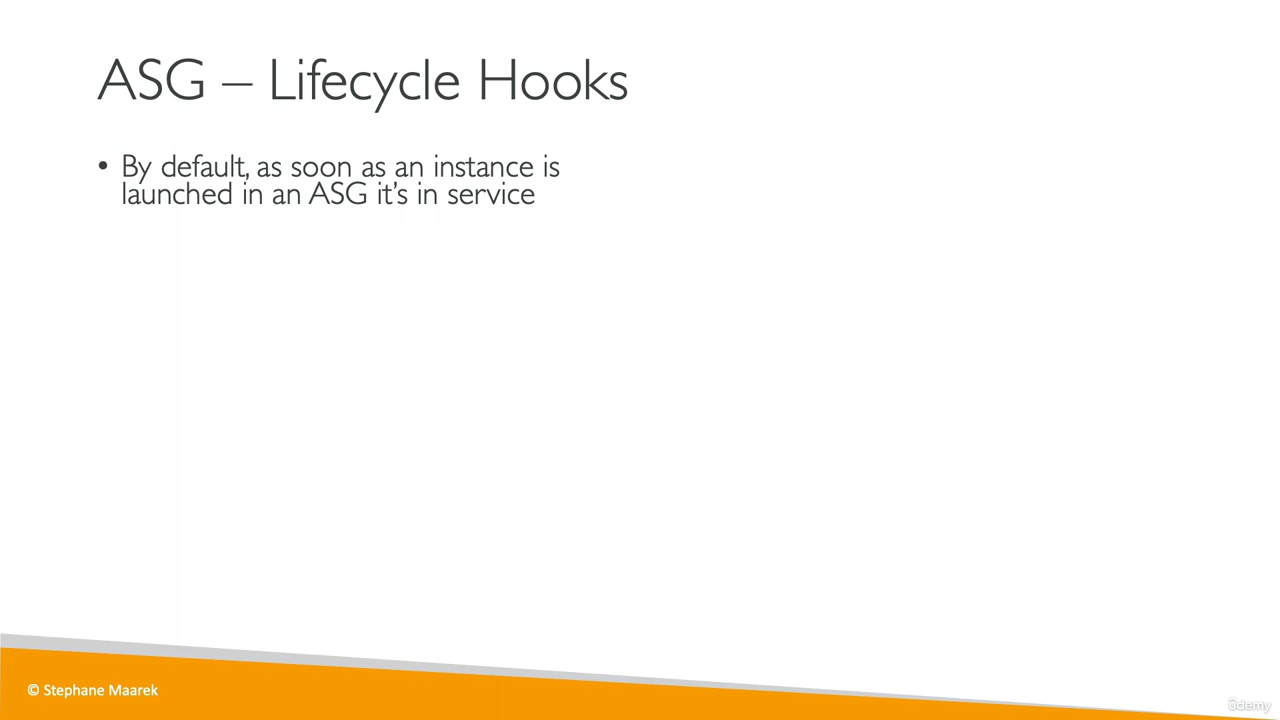 ASG – Lifecycle Hooks
• By default, as soon as an instance is
launched in an ASG it's in service
© Stephane Maarek
ûdemy